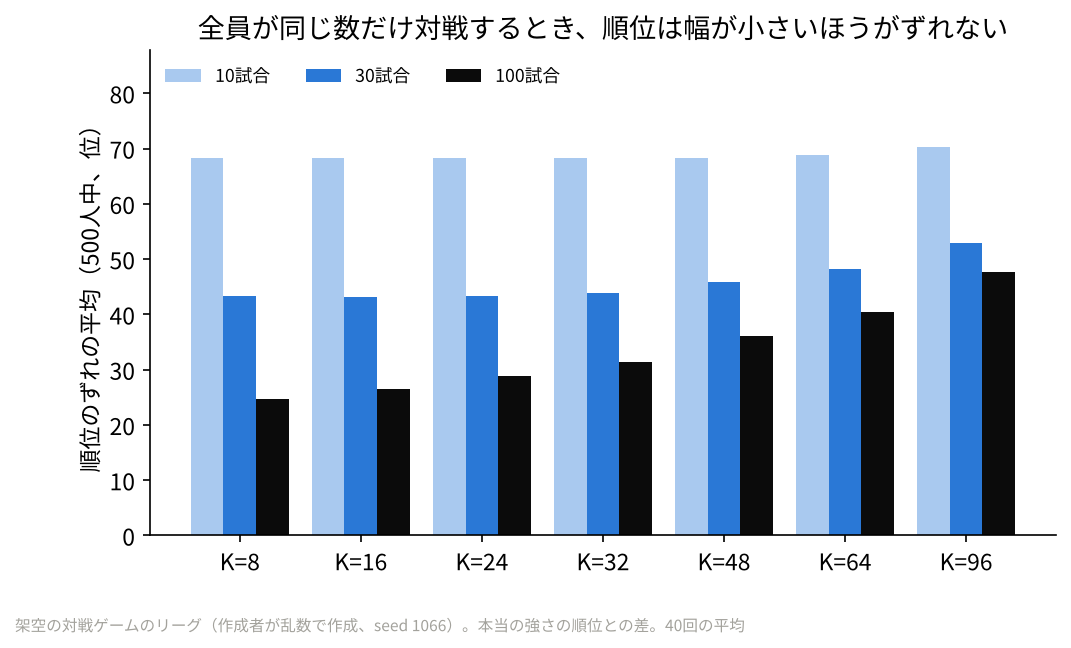 全員が同じ数だけ対戦するとき、順位は幅が小さいほうがずれない
10試合 30試合 100試合
順位のずれの平均（500人中、位）
80
70
60
50
40
30
20
10
0
K=8 K=16 K=24 K=32 K=48 K=64 K=96
架空の対戦ゲームのリーグ（作成者が乱数で作成、seed 1066）。本当の強さの順位との差。40回の平均